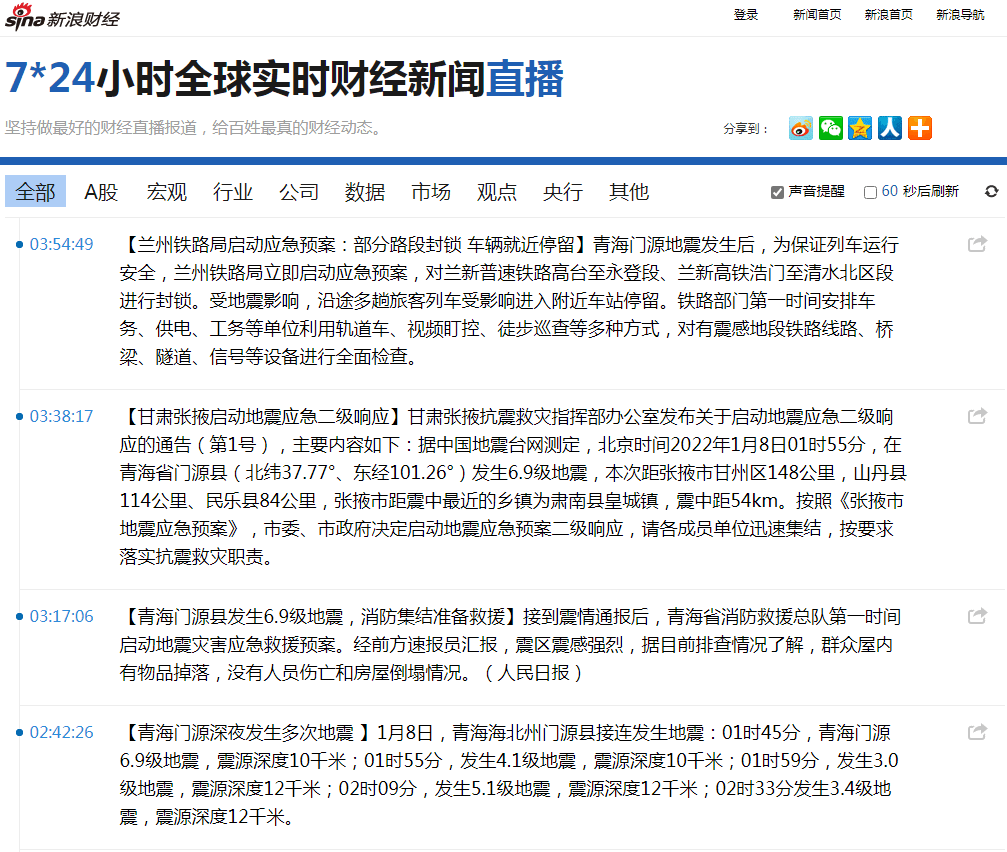 sina新浪财经
登录 新闻首页 新浪首页 新浪导航
7*24小时全球实时财经新闻直播
坚持做最好的财经直播报道，给百姓最真的财经动态。
分享到：
全部 A股 宏观 行业 公司 数据 市场 观点 央行 其他 声音提醒 60 秒后刷新
03:54:49 【兰州铁路局启动应急预案：部分路段封锁 车辆就近停留】青海门源地震发生后，为保证列车运行
安全，兰州铁路局立即启动应急预案，对兰新普速铁路高台至永登段、兰新高铁浩门至清水北区段
进行封锁。受地震影响，沿途多趟旅客列车受影响进入附近车站停留。铁路部门第一时间安排车
务、供电、工务等单位利用轨道车、视频盯控、徒步巡查等多种方式，对有震感地段铁路线路、桥
梁、隧道、信号等设备进行全面检查。
03:38:17 【甘肃张掖启动地震应急二级响应】甘肃张掖抗震救灾指挥部办公室发布关于启动地震应急二级响
应的通告（第1号），主要内容如下：据中国地震台网测定，北京时间2022年1月8日01时55分，在
青海省门源县（北纬37.77°、东经101.26°）发生6.9级地震，本次距张掖市甘州区148公里，山丹县
114公里、民乐县84公里，张掖市距震中最近的乡镇为肃南县皇城镇，震中距54km。按照《张掖市
地震应急预案》，市委、市政府决定启动地震应急预案二级响应，请各成员单位迅速集结，按要求
落实抗震救灾职责。
03:17:06 【青海门源县发生6.9级地震，消防集结准备救援】接到震情通报后，青海省消防救援总队第一时间
启动地震灾害应急救援预案。经前方速报员汇报，震区震感强烈，据目前排查情况了解，群众屋内
有物品掉落，没有人员伤亡和房屋倒塌情况。（人民日报）
02:42:26 【青海门源深夜发生多次地震 】1月8日，青海海北州门源县接连发生地震：01时45分，青海门源
6.9级地震，震源深度10千米；01时55分，发生4.1级地震，震源深度10千米；01时59分，发生3.0
级地震，震源深度12千米；02时09分，发生5.1级地震，震源深度12千米；02时33分发生3.4级地
震，震源深度12千米。